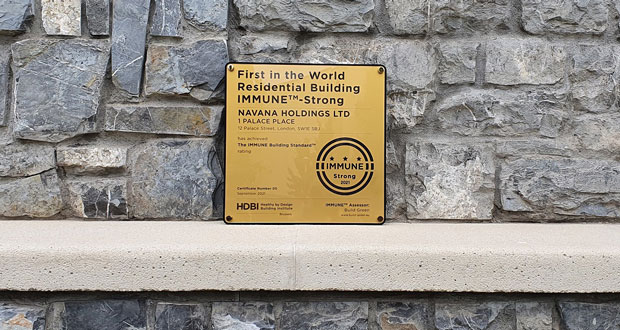 First in the World
Residential Building
IMMUNE™-Strong
NAVANA HOLDINGS LTD
1 PALACE PLACE
12 Palace Street, London, SW1E 5BJ
has achieved
The IMMUNE Building Standard™
rating
IMMUNE
Strong
2021
Certificate Number 00
September 2021
HDBI Healthy by Design
Building Institute
Brussels
IMMUNE™ Assessor
Build Green